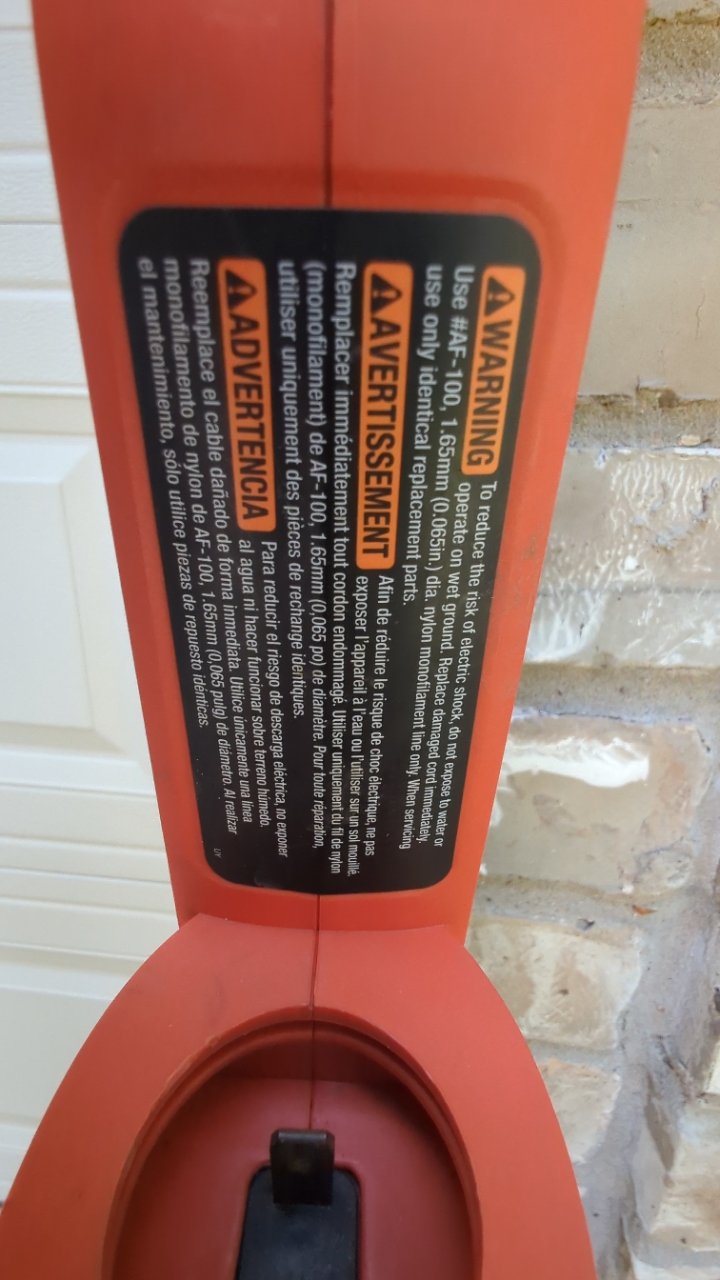 ⚠WARNING To reduce the risk of electric shock, do not expose to water or
operate on wet ground. Replace damaged cord immediately.
Use #AF-100, 1.65mm (0.065in.) dia. nylon monofilament line only. When servicing
use only identical replacement parts.
⚠AVERTISSEMENT Afin de réduire le risque de choc électrique, ne pas
exposer l'appareil à l'eau ou l'utiliser sur un sol mouillé.
Remplacer immédiatement tout cordon endommagé. Utiliser uniquement du fil de nylon
(monofilament) de AF-100, 1.65mm (0,065 po) de diamètre. Pour toute réparation,
utiliser uniquement des pièces de rechange identiques.
⚠ADVERTENCIA Para reducir el riesgo de descarga eléctrica, no exponer
al agua ni hacer funcionar sobre terreno húmedo.
Reemplace el cable dañado de forma inmediata. Utilice únicamente una línea
monofilamento de nylon de AF-100, 1.65mm (0,065 pulg) de diámetro. Al realizar
el mantenimiento, sólo utilice piezas de repuesto idénticas.